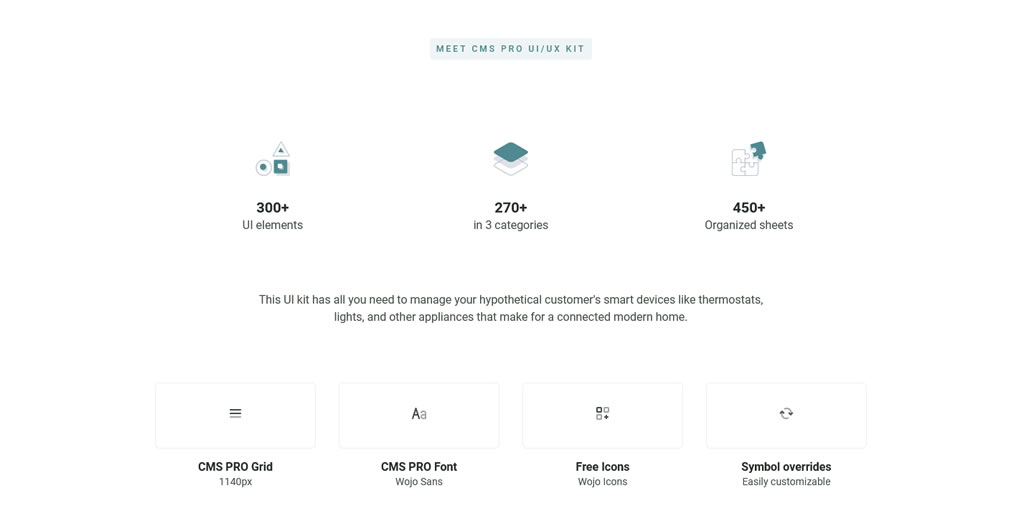 MEET CMS PRO UI/UX KIT
300+
UI elements
270+
in 3 categories
450+
Organized sheets
This UI kit has all you need to manage your hypothetical customer's smart devices like thermostats,
lights, and other appliances that make for a connected modern home.
Aa
CMS PRO Grid
1140px
CMS PRO Font
Wojo Sans
Free Icons
Wojo Icons
Symbol overrides
Easily customizable